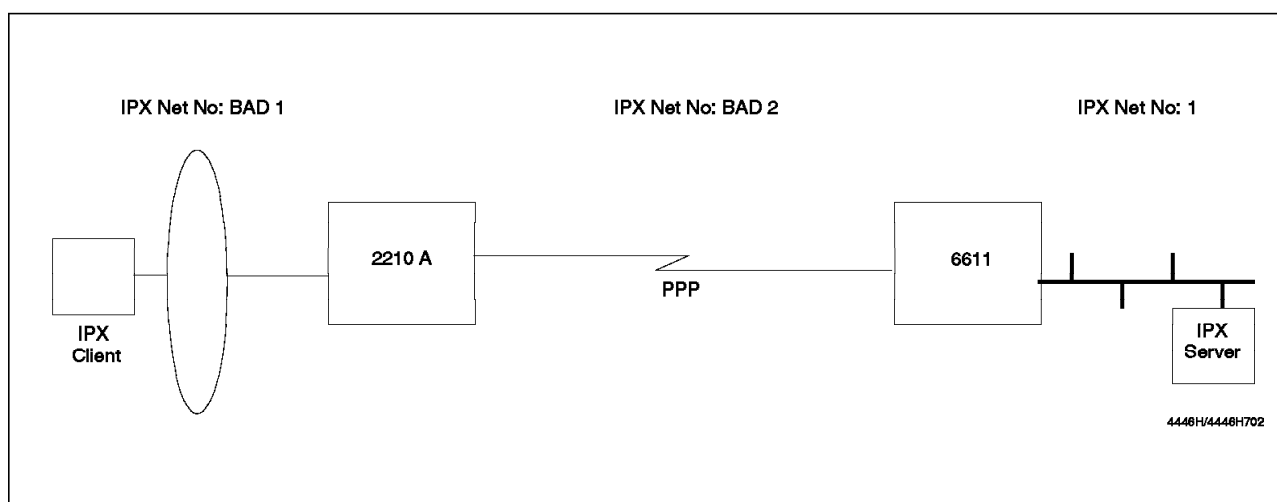 IPX Net No: BAD 1
IPX Net No: BAD 2
IPX Net No: 1
2210 A
6611
PPP
IPX
Client
IPX
Server
4446H/4446H702